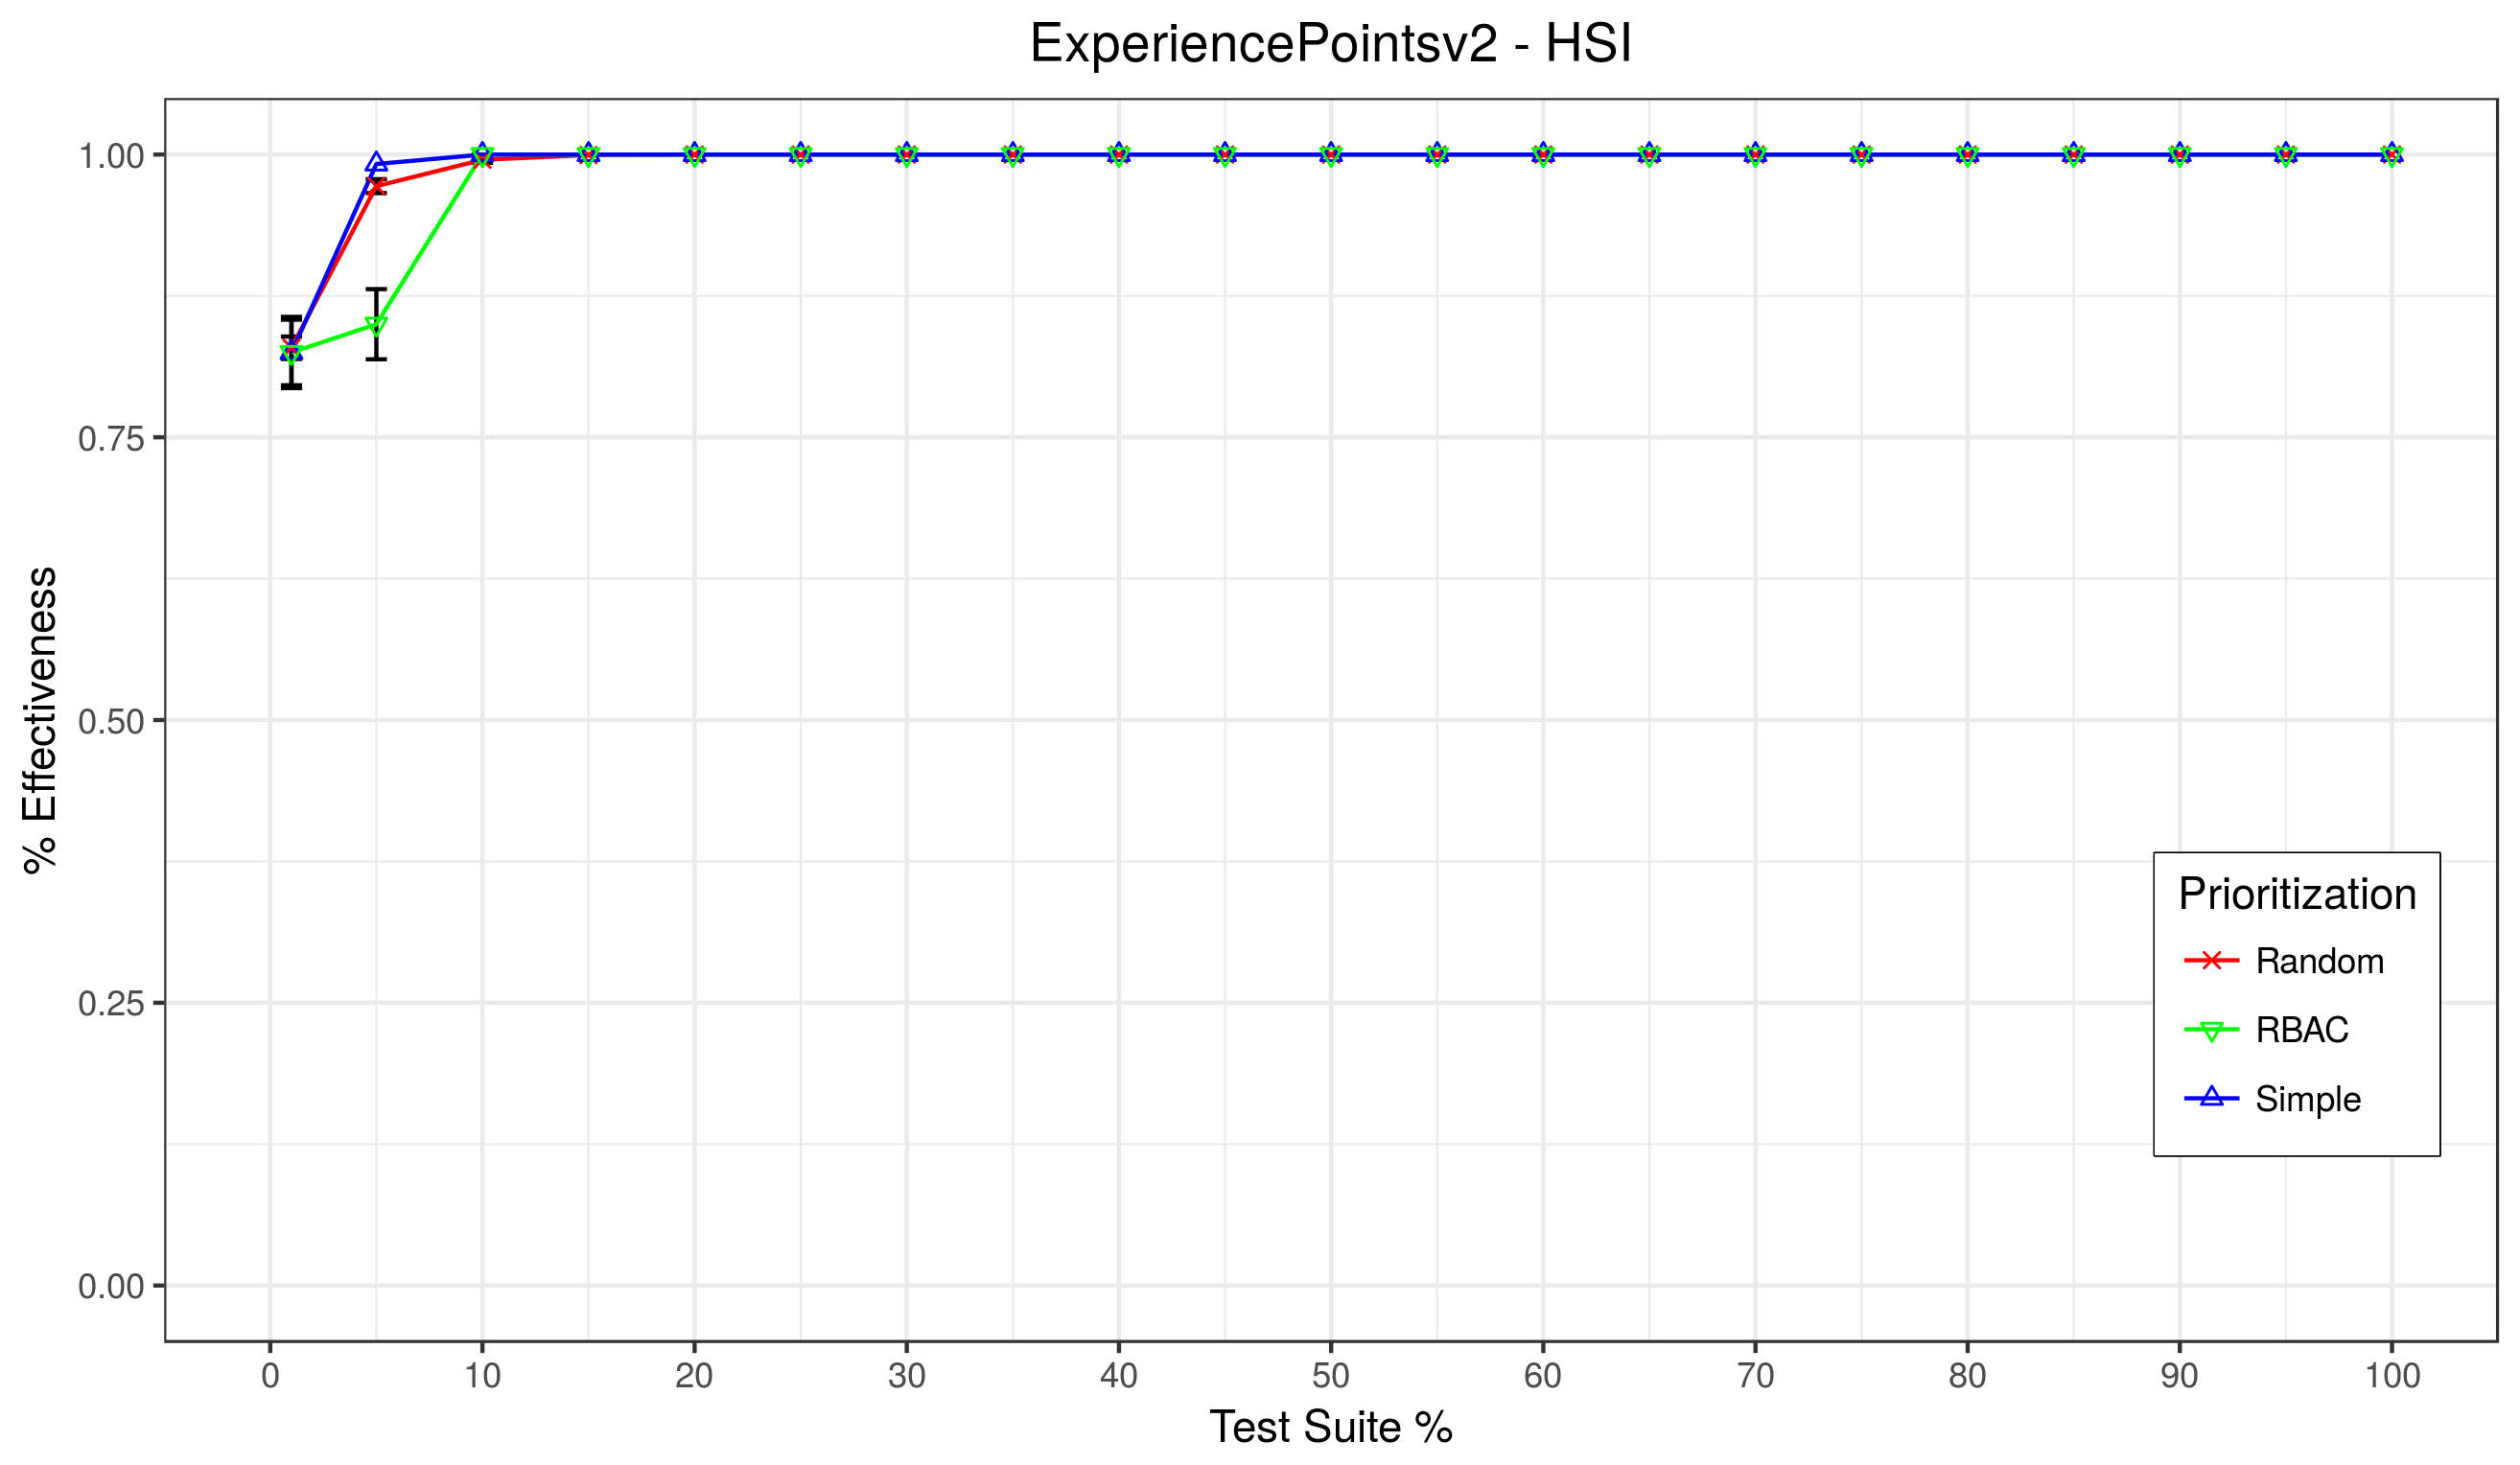 ExperiencePointsv2 - HSI
% Effectiveness
1.00
0.75
0.50
0.25
0.00
Prioritization
Random
RBAC
Simple
0 10 20 30 40 50 60 70 80 90 100
Test Suite %